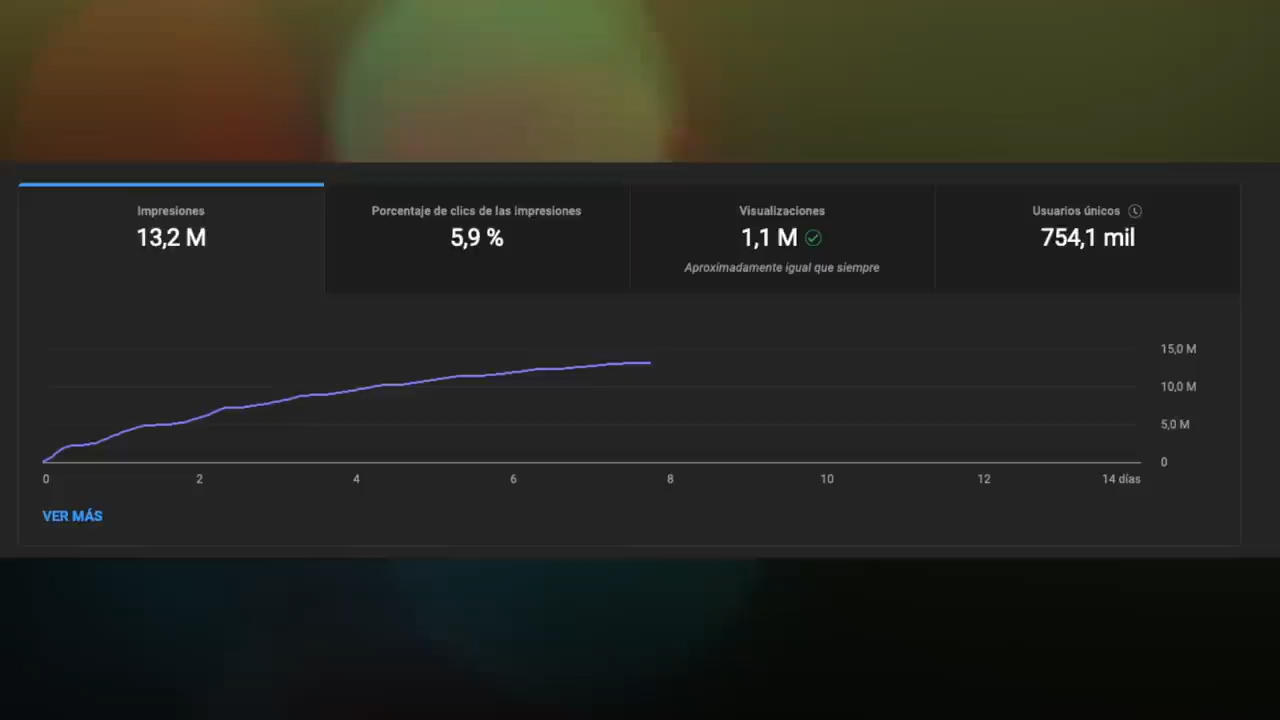 Impresiones
13,2 M
Porcentaje de clics de las impresiones
5,9 %
Visualizaciones
1,1 M
Aproximadamente igual que siempre
Usuarios únicos
754,1 mil
15,0 M
10,0 M
5,0 M
0
0 2 4 6 8 10 12 14 días
VER MÁS